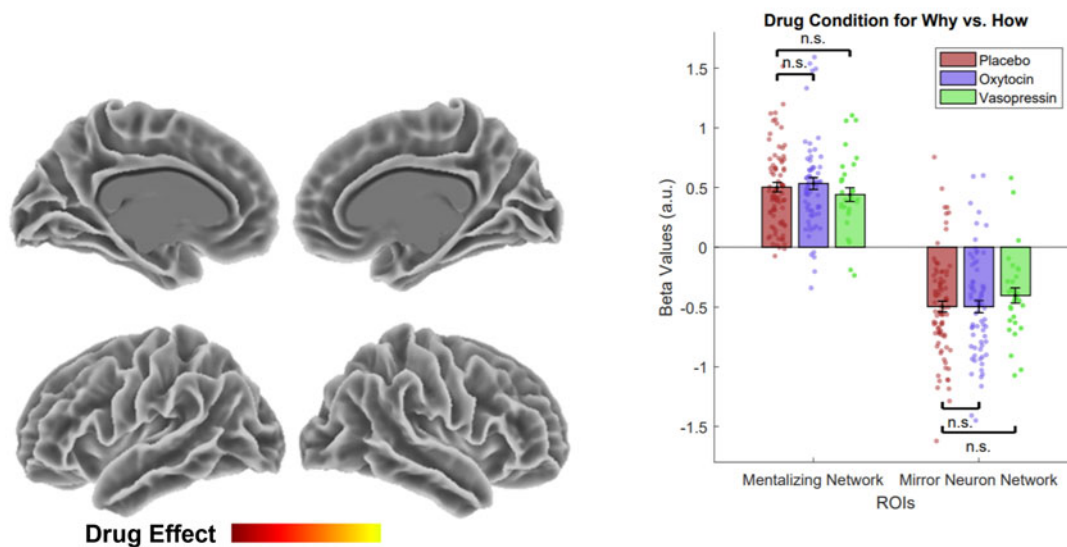 Drug Effect
Drug Condition for Why vs. How
Placebo
Oxytocin
Vasopressin
n.s.
n.s.
1.5
1
0.5
0
-0.5
-1
-1.5
Beta Values (a.u.)
n.s.
n.s.
Mentalizing Network
Mirror Neuron Network
ROIs